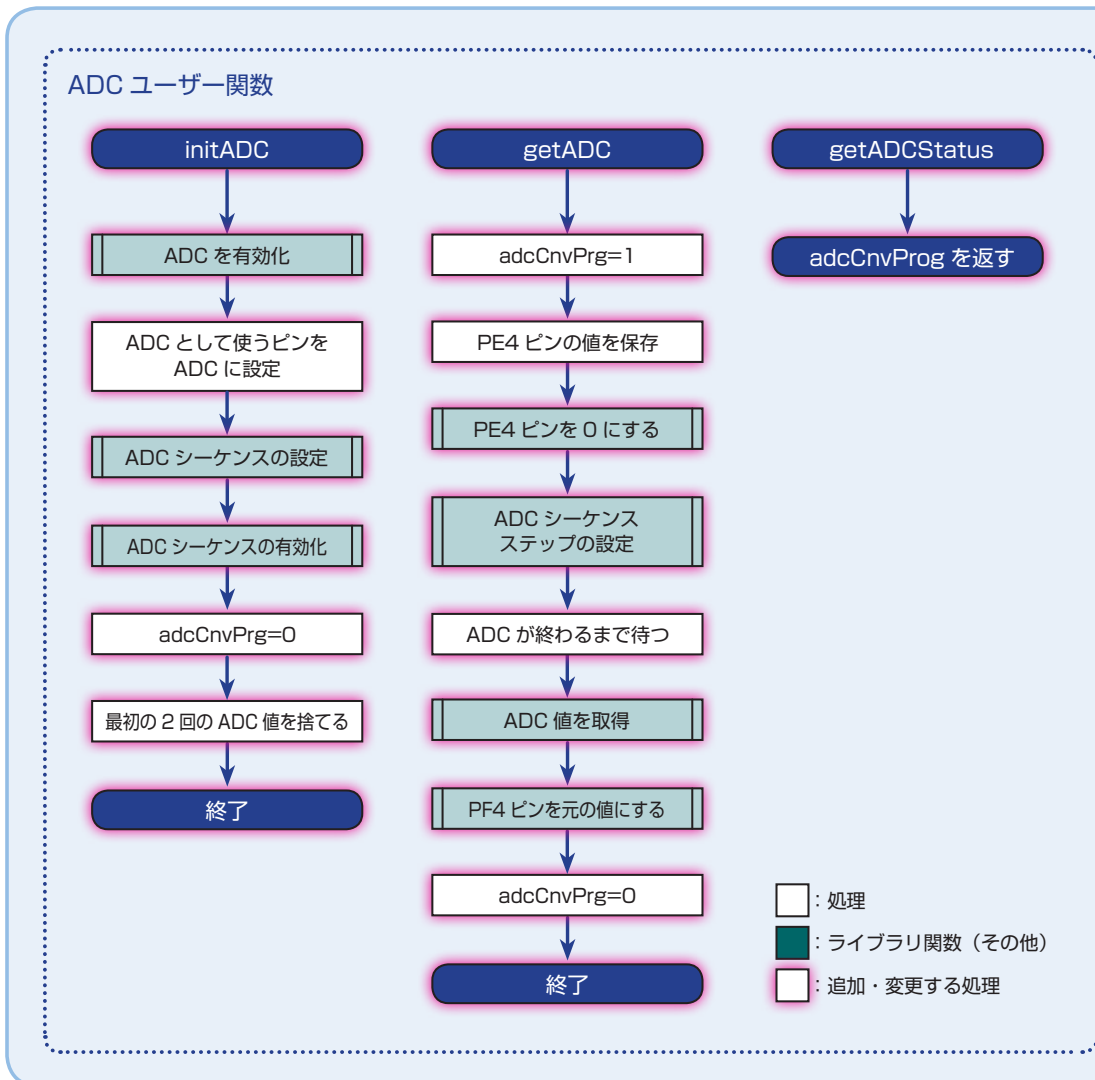 ADC ユーザー関数
initADC
ADC を有効化
ADC として使うピンを
ADC に設定
ADC シーケンスの設定
ADC シーケンスの有効化
adcCnvPrg=0
最初の 2 回の ADC 値を捨てる
終了
getADC
adcCnvPrg=1
PE4 ピンの値を保存
PE4 ピンを 0 にする
ADC シーケンス
ステップの設定
ADC が終わるまで待つ
ADC 値を取得
PF4 ピンを元の値にする
adcCnvPrg=0
終了
getADCStatus
adcCnvProg を返す
：処理
：ライブラリ関数（その他）
：追加・変更する処理